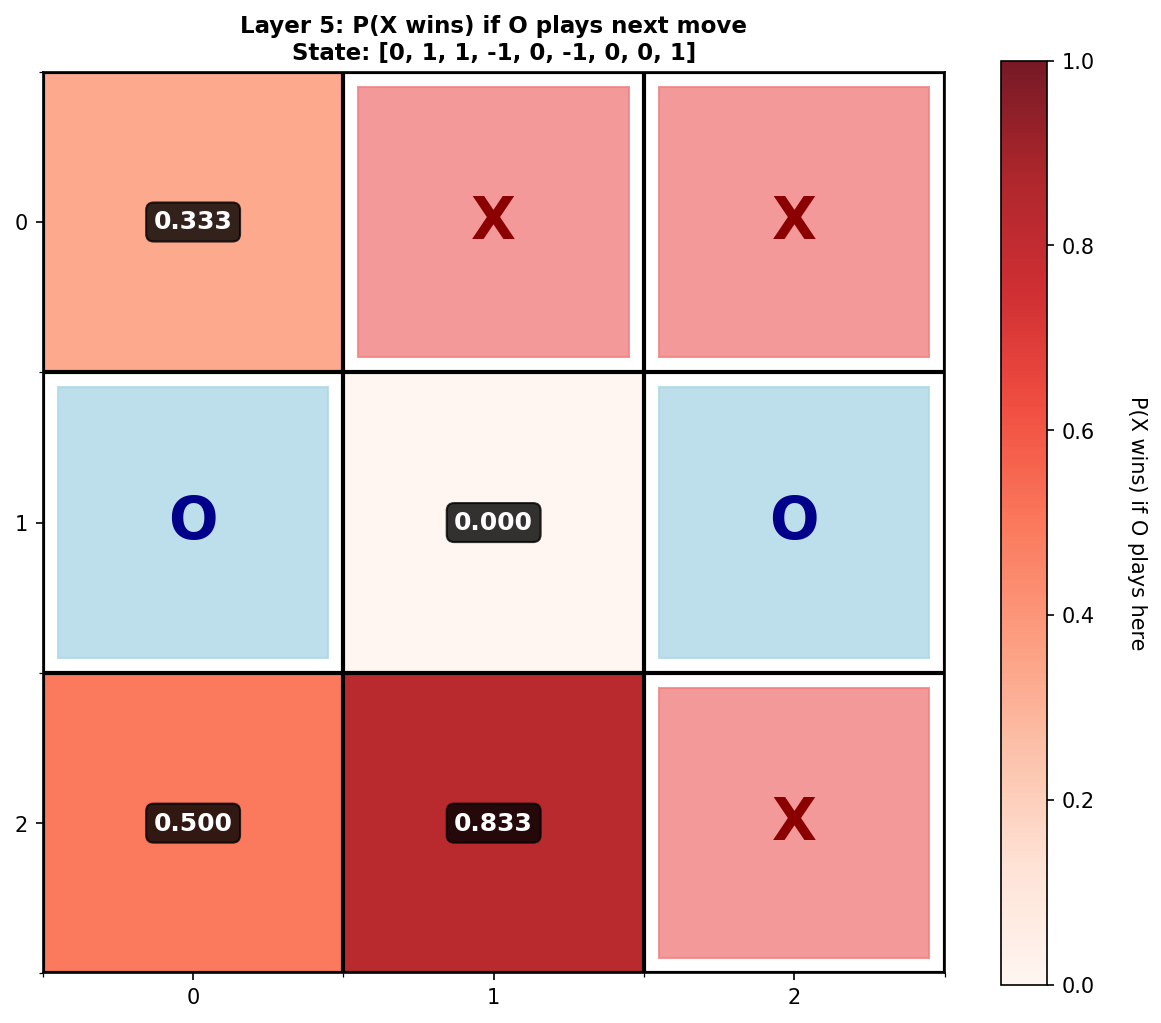 Layer 5: P(X wins) if O plays next move
State: [0, 1, 1, -1, 0, -1, 0, 0, 1]
0
0.333
X
X
1
O
0.000
O
2
0.500
0.833
X
0
1
2
1.0
0.8
0.6
0.4
0.2
0.0
P(X wins) if O plays here